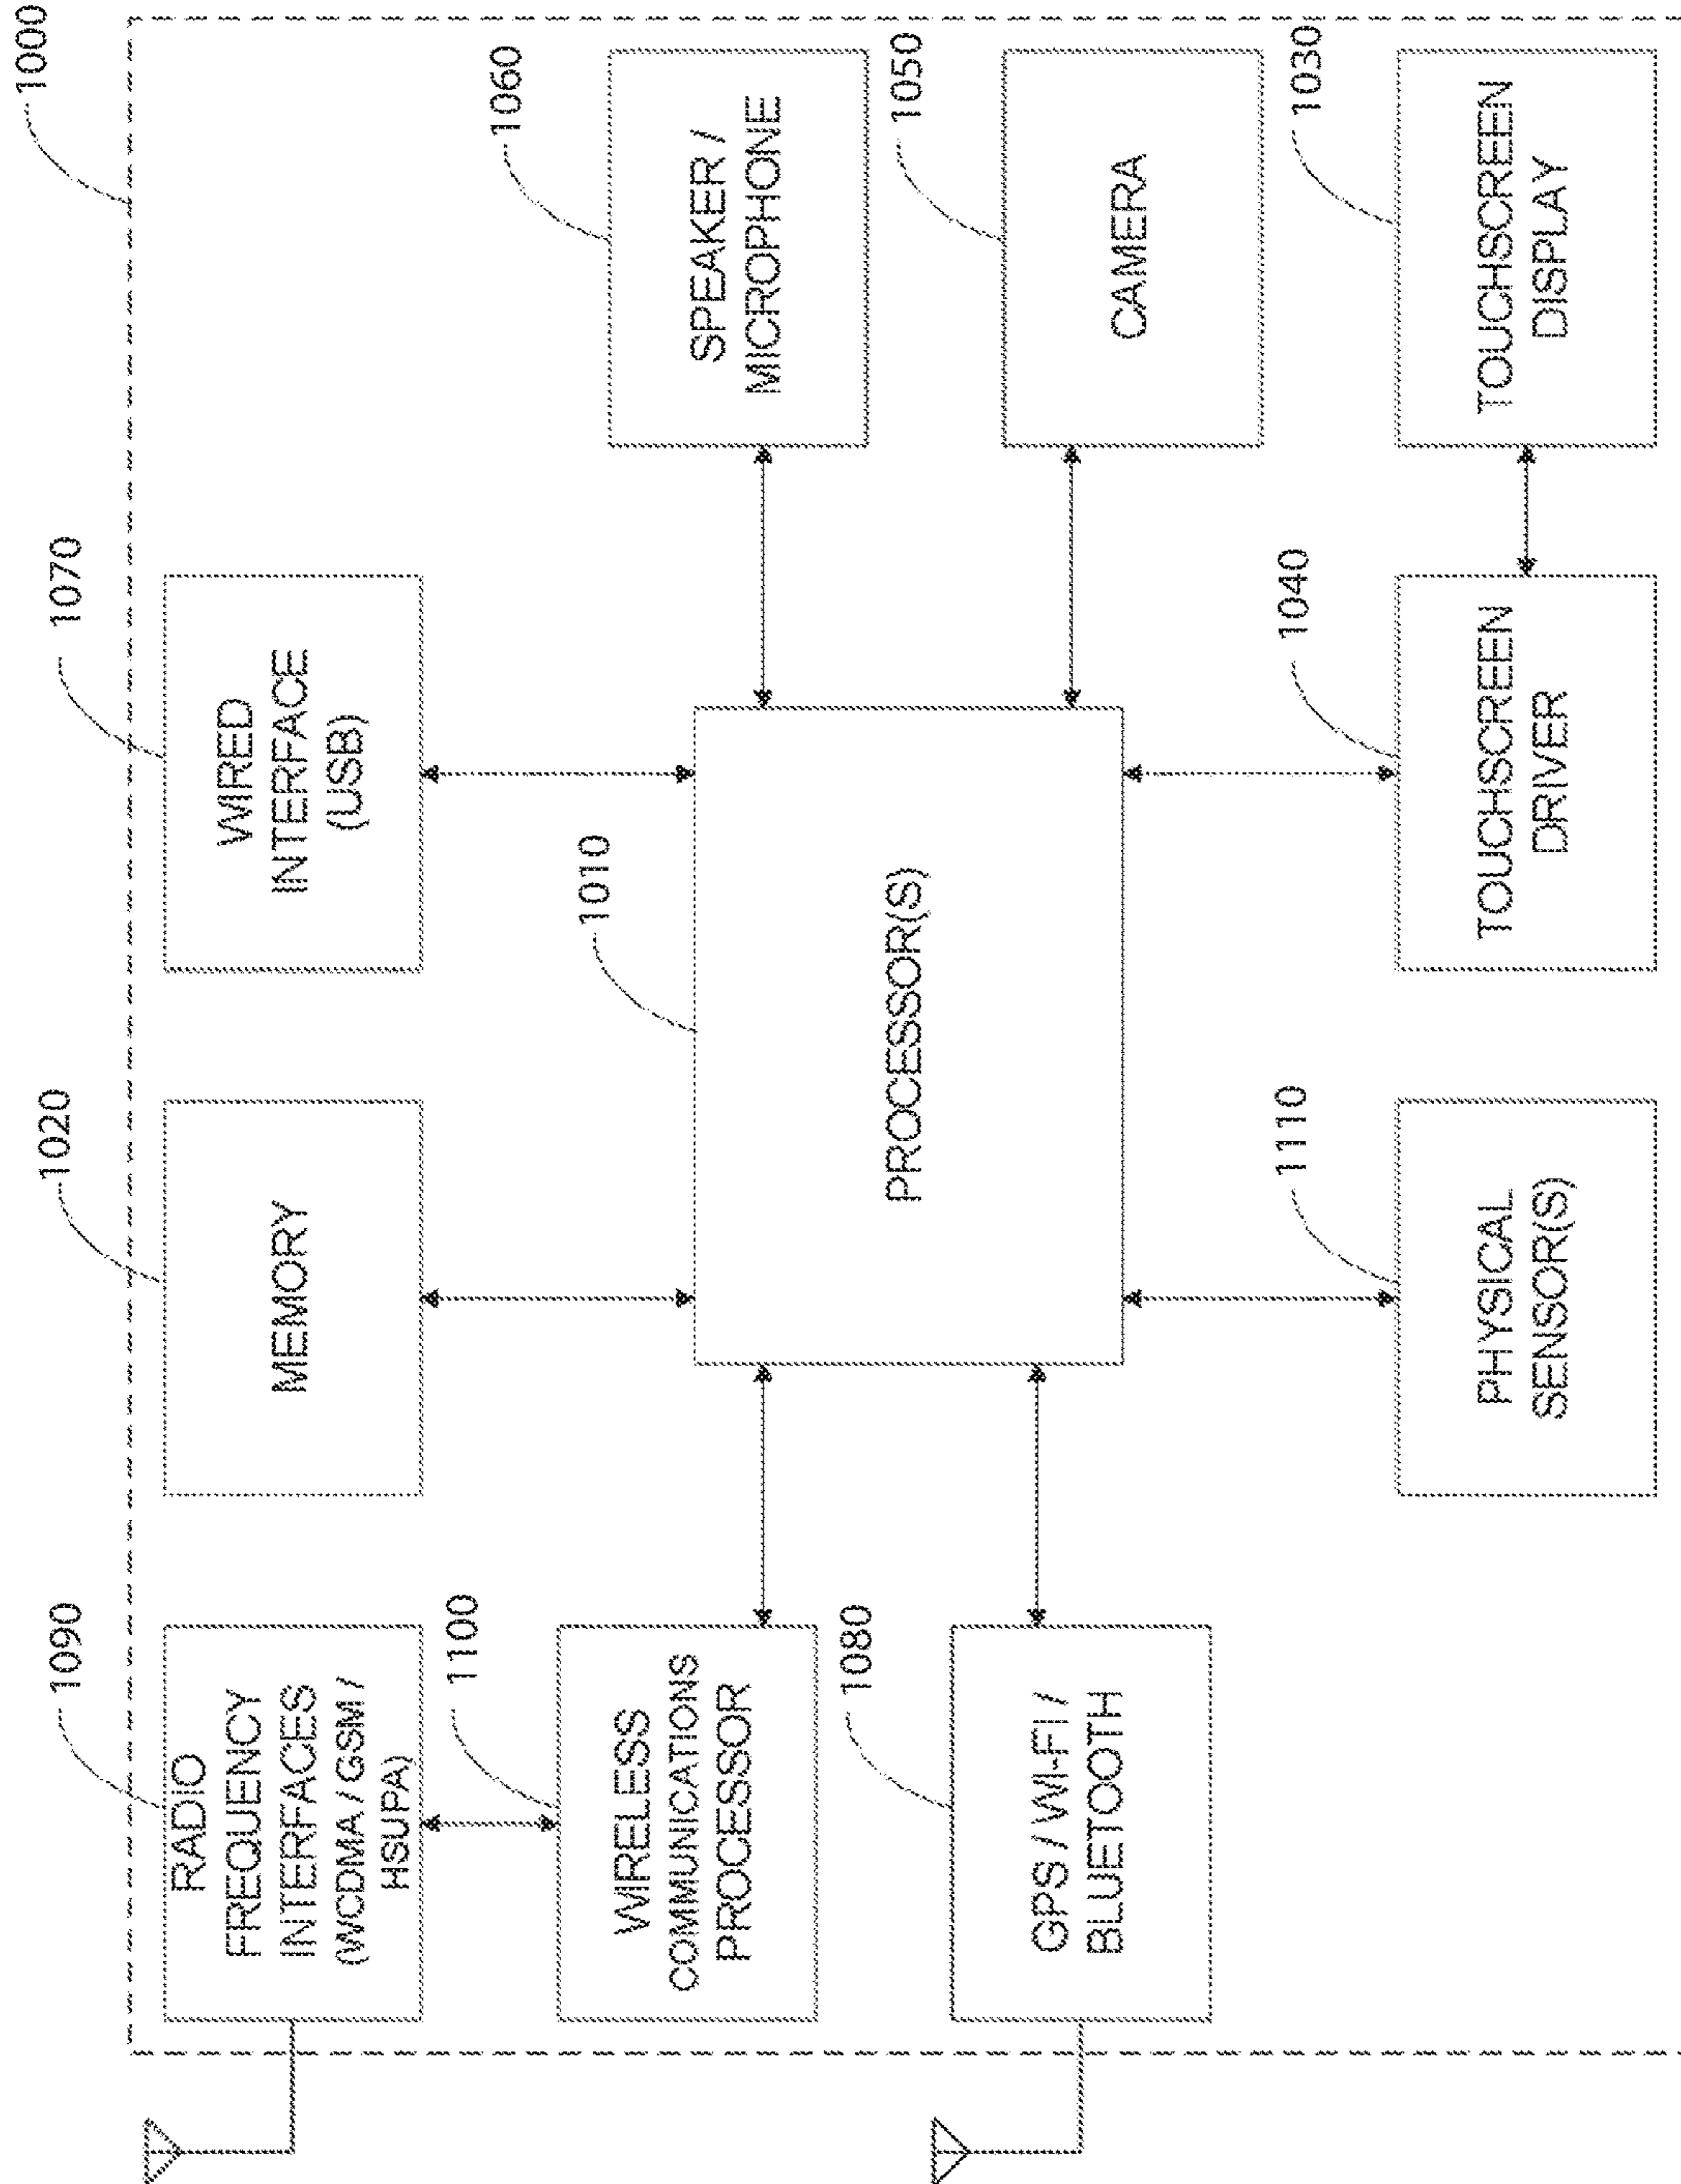 1000
1090
RADIO
FREQUENCY
INTERFACES
(WCDMA / GSM /
HSUPA)
1020
MEMORY
1070
WIRED
INTERFACE
(USB)
1100
WIRELESS
COMMUNICATIONS
PROCESSOR
1010
PROCESSOR(S)
1060
SPEAKER /
MICROPHONE
1080
GPS / WI-FI /
BLUETOOTH
1050
CAMERA
1110
PHYSICAL
SENSOR(S)
1040
TOUCHSCREEN
DRIVER
1030
TOUCHSCREEN
DISPLAY